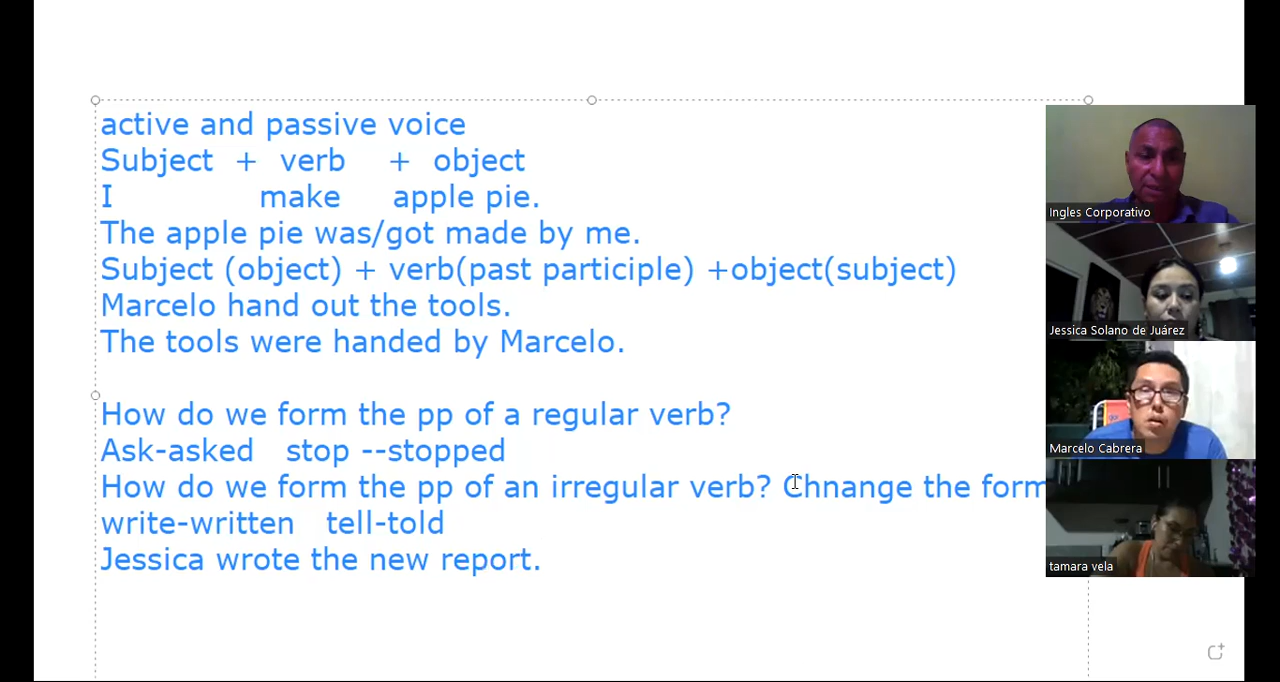 active and passive voice
Subject + verb + object
I make apple pie.
The apple pie was/got made by me.
Subject (object) + verb(past participle) +object(subject)
Marcelo hand out the tools.
The tools were handed by Marcelo.
How do we form the pp of a regular verb?
Ask-asked stop --stopped
How do we form the pp of an irregular verb? Chnange the form
write-written tell-told
Jessica wrote the new report.
Ingles Corporativo
Jessica Solano de Juárez
Marcelo Cabrera
tamara vela